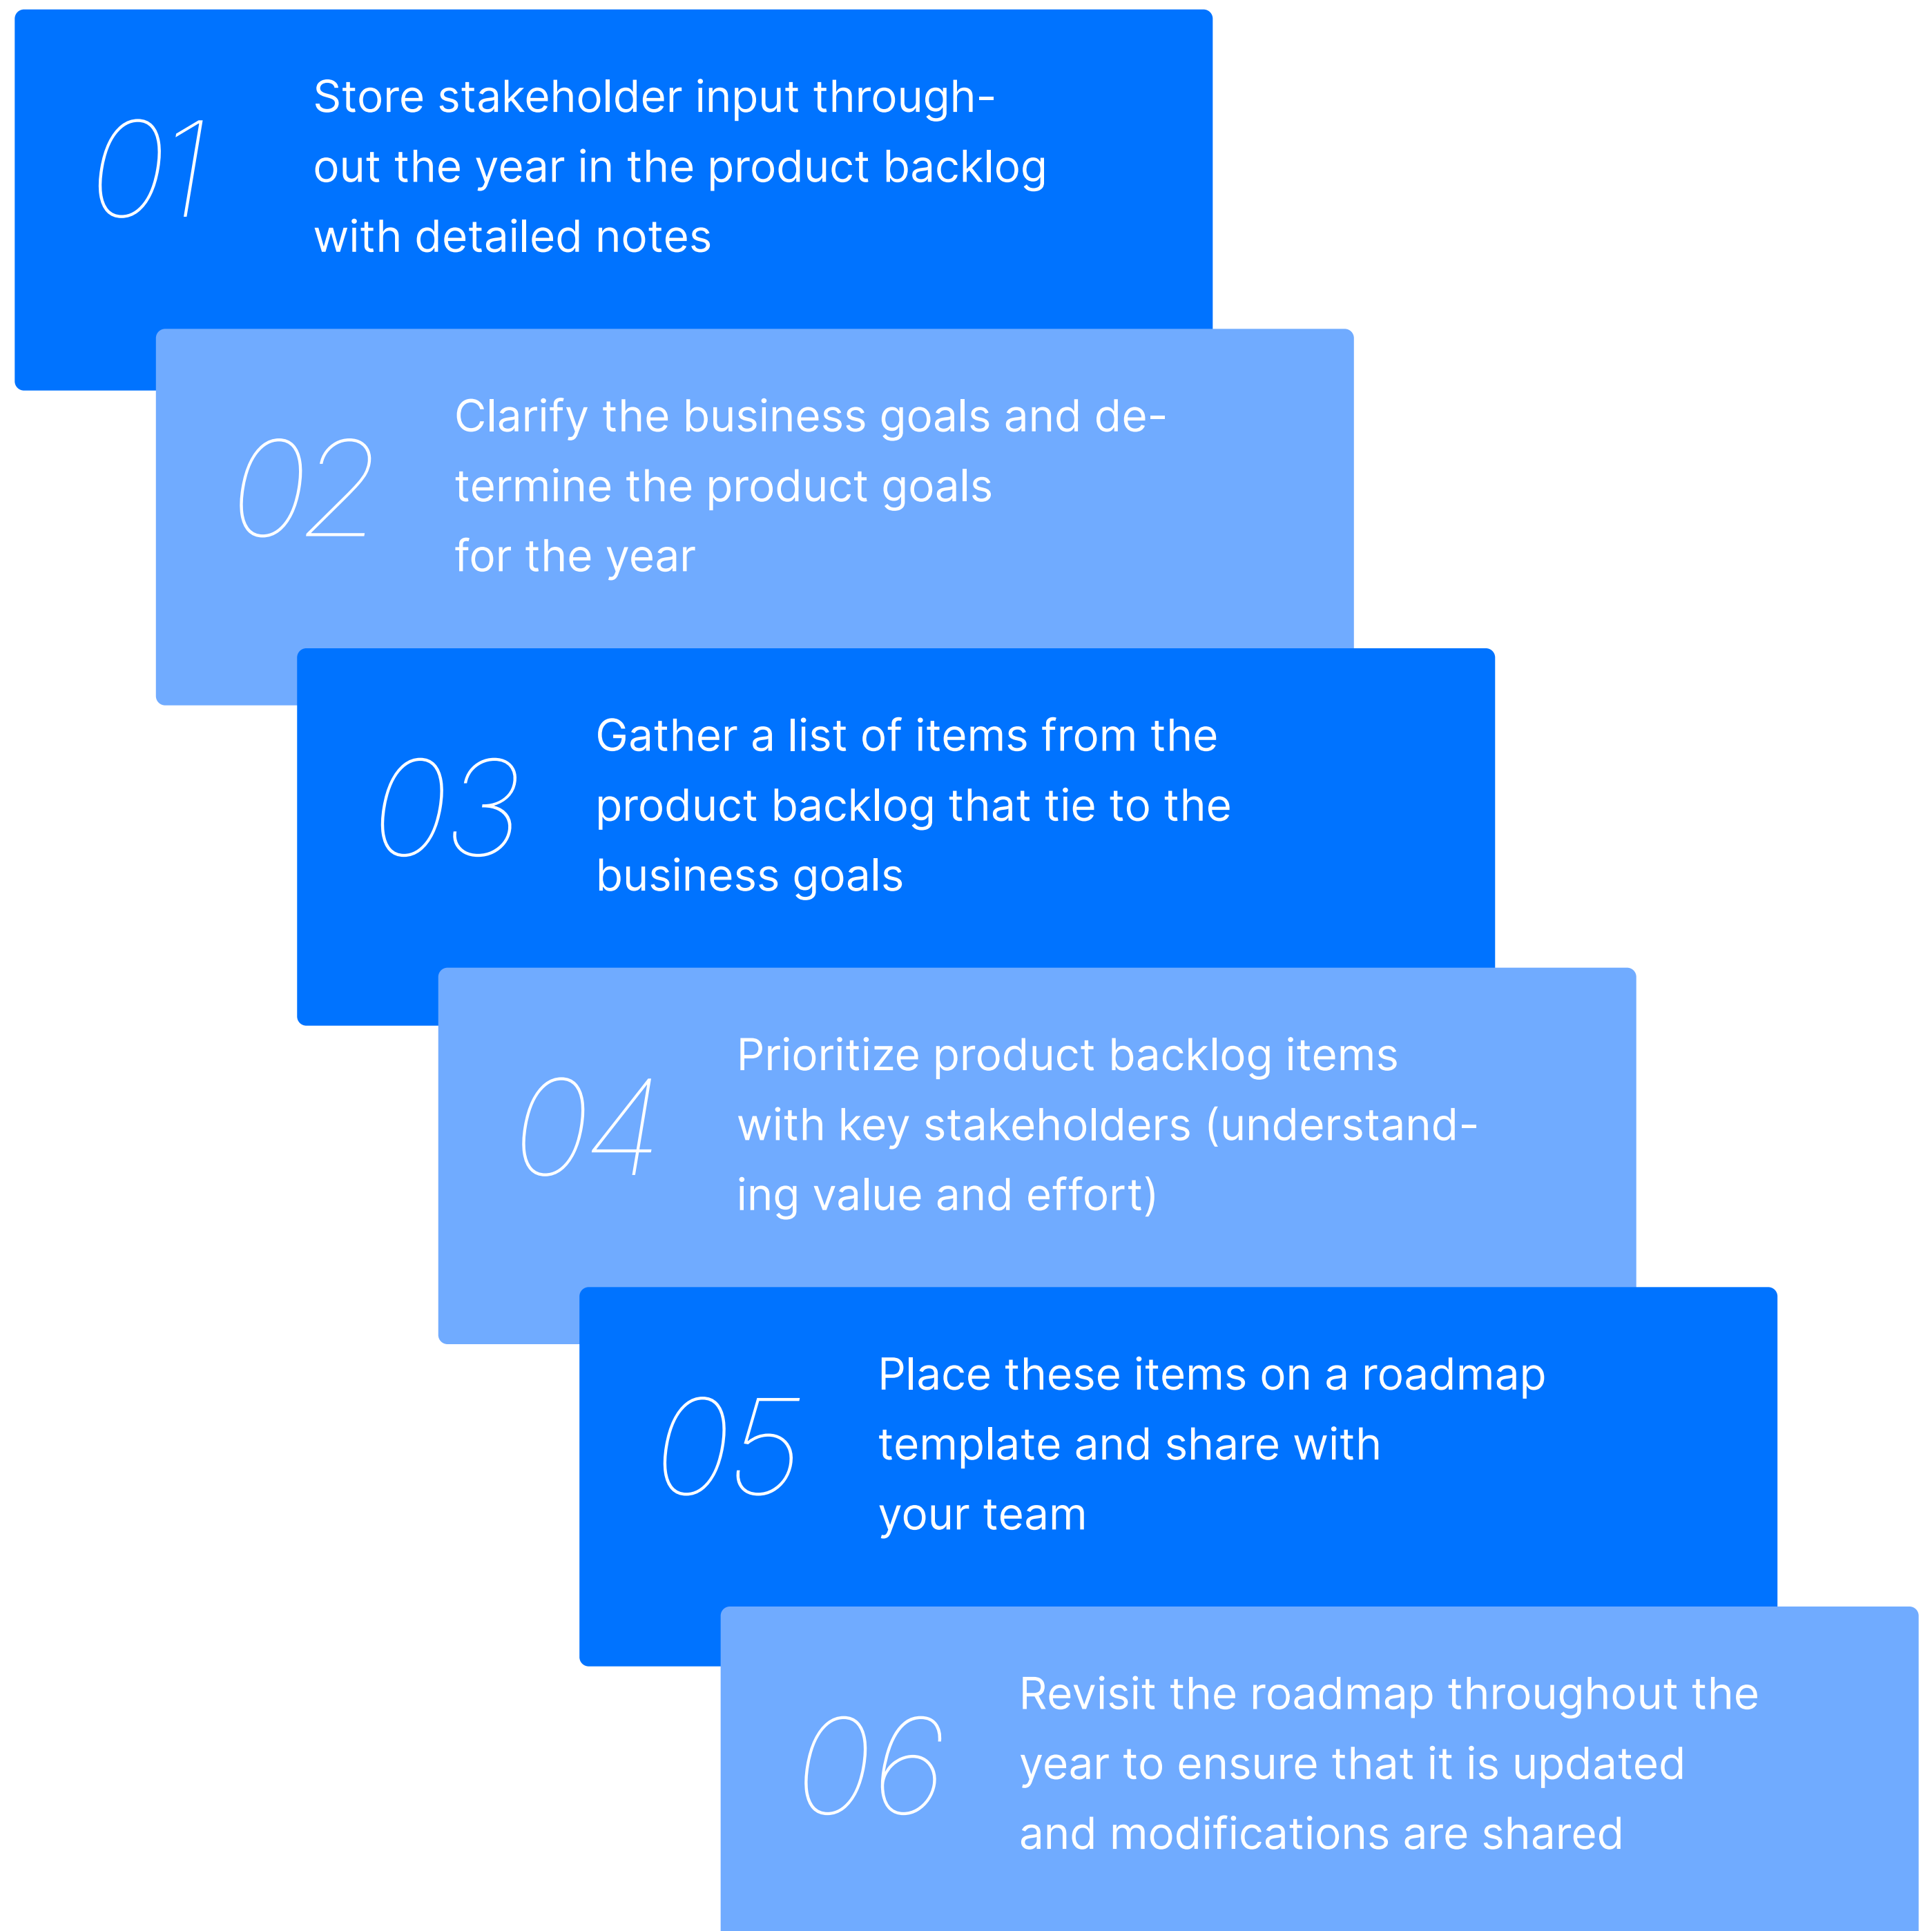 01
Store stakeholder input through-
out the year in the product backlog
with detailed notes
02
Clarify the business goals and de-
termine the product goals
for the year
03
Gather a list of items from the
product backlog that tie to the
business goals
04
Prioritize product backlog items
with key stakeholders (understand-
ing value and effort)
05
Place these items on a roadmap
template and share with
your team
06
Revisit the roadmap throughout the
year to ensure that it is updated
and modifications are shared